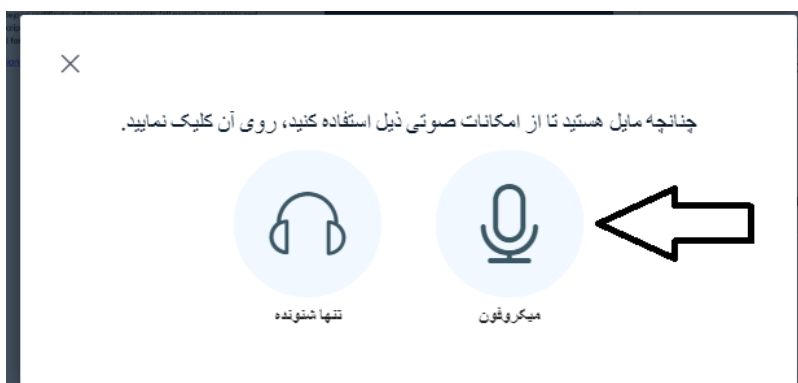 چنانچه مایل هستید تا از امکانات صوتی ذیل استفاده کنید، روی آن کلیک نمایید.
میکروفون
تنها شنونده